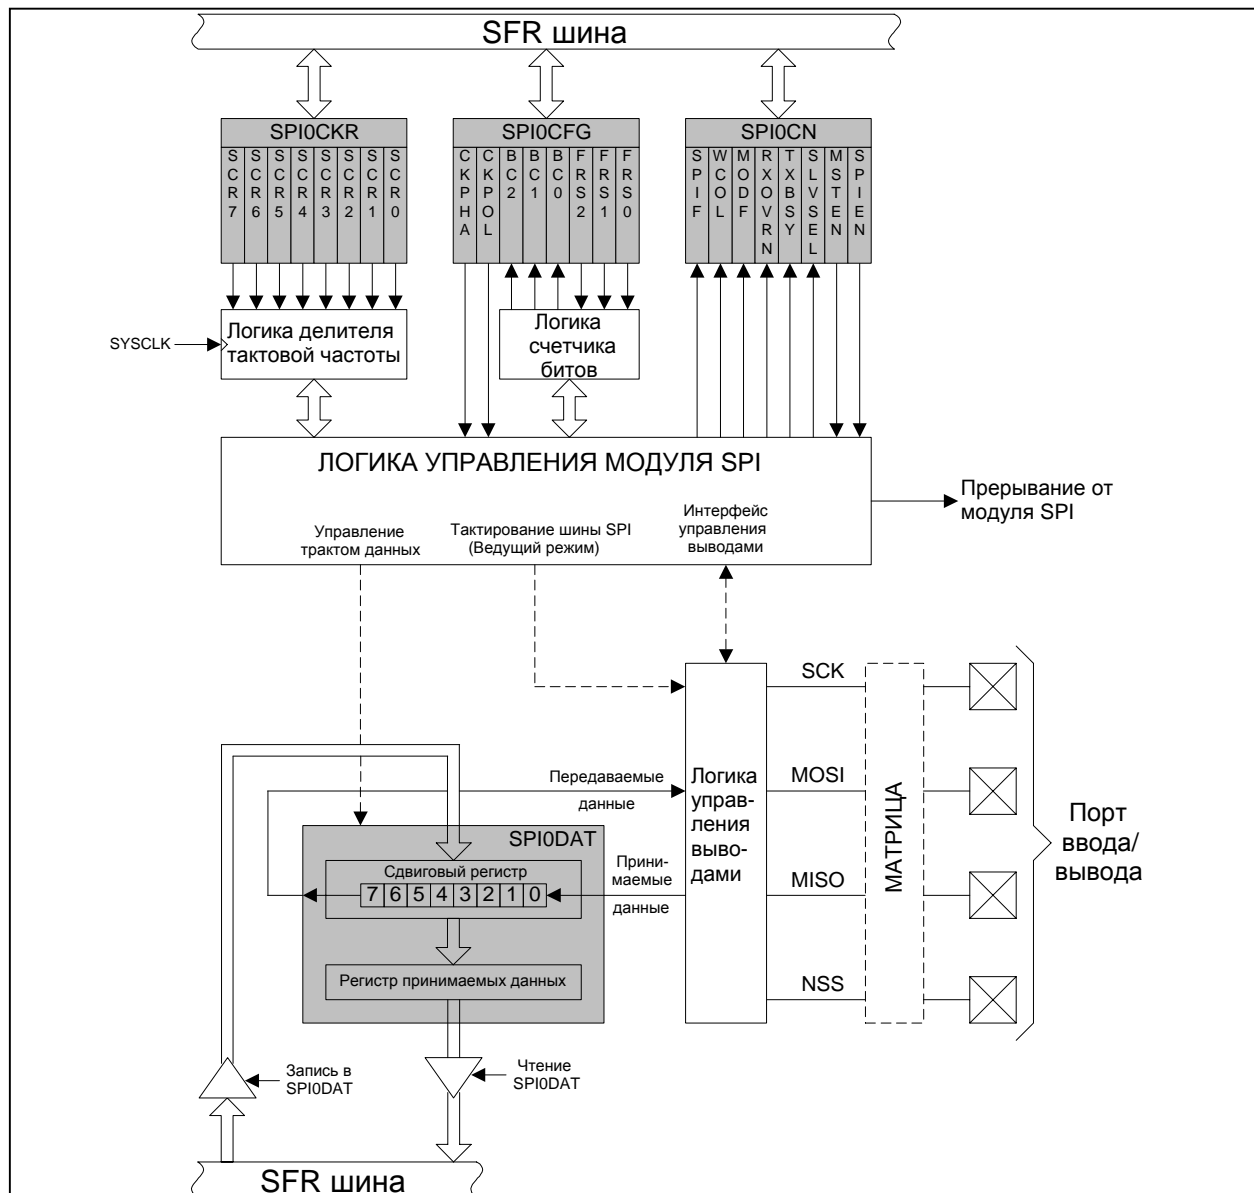 SFR шина
SPI0CKR
SCR7 SCR6 SCR5 SCR4 SCR3 SCR2 SCR1 SCR0
SPI0CFG
CKPHA CKPOL BC2 BC1 BC0 FRS2 FRS1 FRS0
SPI0CN
SPIF WCOL MODF RXOVRN TXBSY SLVSEL MSTEN SPIEN
SYSCLK
Логика делителя
тактовой частоты
Логика
счетчика
битов
ЛОГИКА УПРАВЛЕНИЯ МОДУЛЯ SPI
Управление
трактом данных
Тактирование шины SPI
(Ведущий режим)
Интерфейс
управления
выводами
Прерывание от
модуля SPI
SCK
MOSI
MISO
NSS
Логика
управ-
ления
выво-
дами
МАТРИЦА
Порт
ввода/
вывода
Передаваемые
данные
Прини-
маемые
данные
SPI0DAT
Сдвиговый регистр
7 6 5 4 3 2 1 0
Регистр принимаемых данных
Запись в
SPI0DAT
Чтение
SPI0DAT
SFR шина